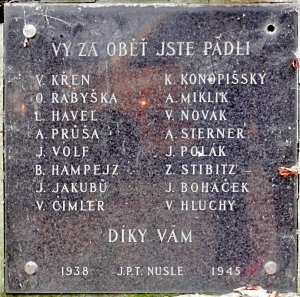 VY ZA OBĚŤ JSTE PADLI
V. KŘEN K. KONOPIŠSKÝ
O. RABYŠKA A. MIKLÍK
L. HAVEL V. NOVÁK
A. PRŮŠA A. STERNER
J. VOLF J. POLÁK
B. HAMPEJZ Z. STIBITZ
J. JAKUBŮ J. BOHÁČEK
V. ČIMLER V. HLUCHÝ
DÍKY VÁM
1938 J.P.T. NUSLE 1945